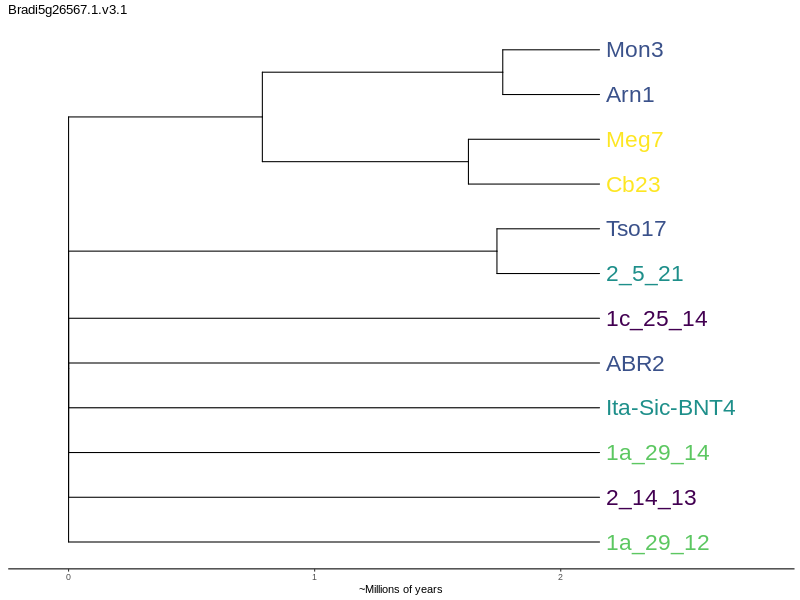 Bradi5g26567.1.v3.1
Mon3
Arn1
Meg7
Cb23
Tso17
2_5_21
1c_25_14
ABR2
Ita-Sic-BNT4
1a_29_14
2_14_13
1a_29_12
0 1 2
~Millions of years